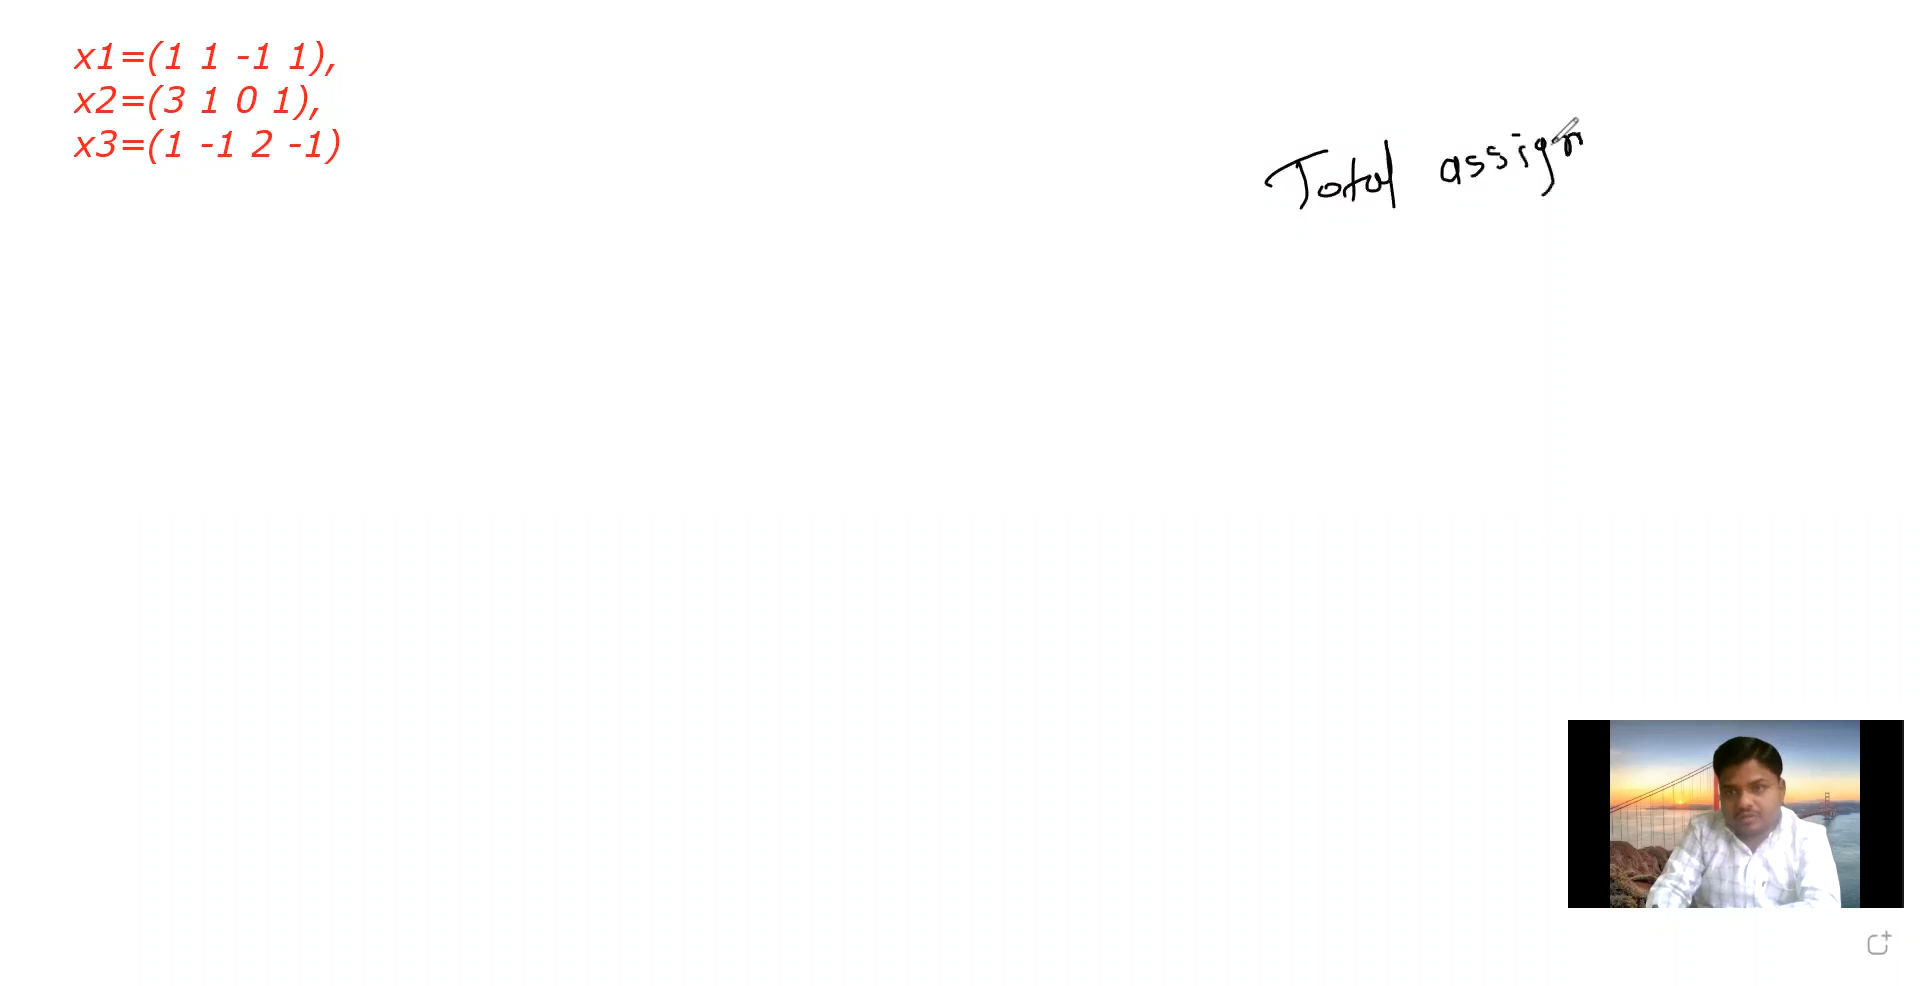 x1=(1 1 -1 1),
x2=(3 1 0 1),
x3=(1 -1 2 -1)
Total assign